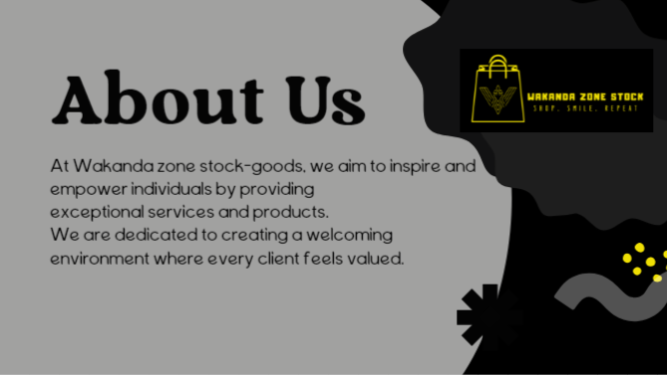 About Us
WAKANDA ZONE STOCK
SHOP. SMILE. REPEAT
At Wakanda zone stock-goods, we aim to inspire and
empower individuals by providing
exceptional services and products.
We are dedicated to creating a welcoming
environment where every client feels valued.